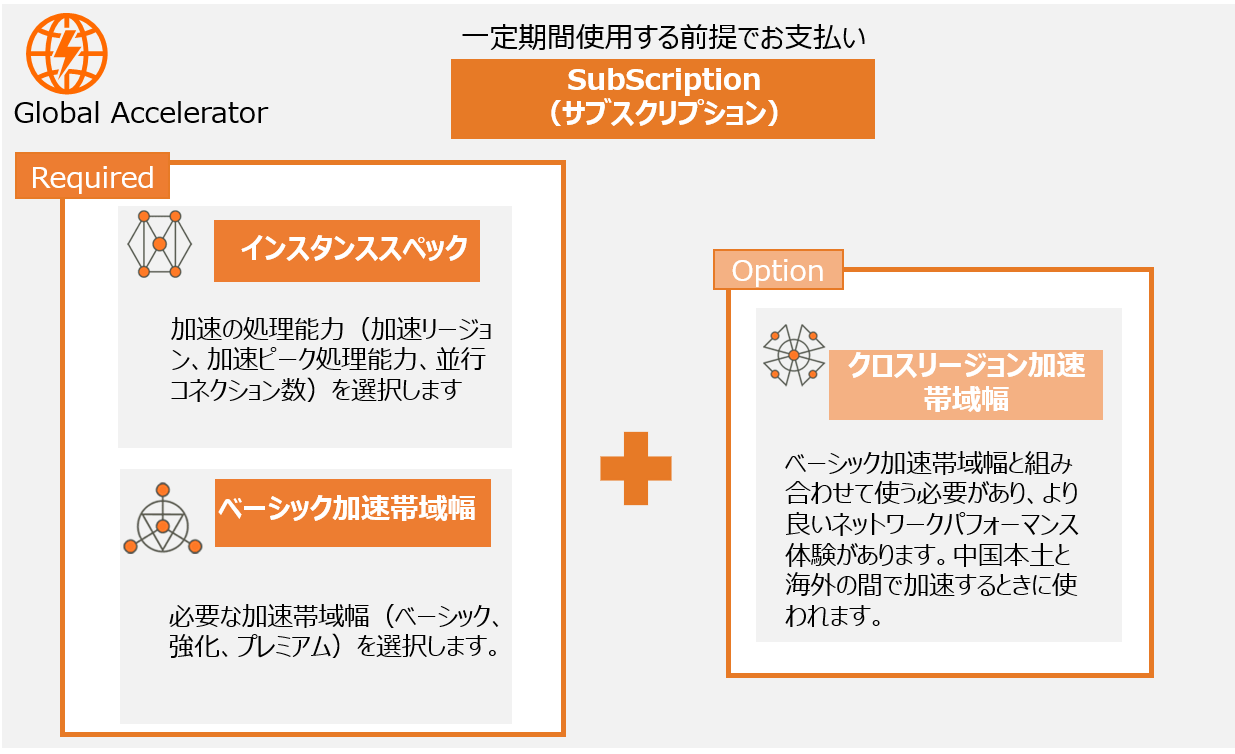 一定期間使用する前提でお支払い
SubScription
（サブスクリプション）
Global Accelerator
Required
インスタンススペック
加速の処理能力（加速リージョ
ン、加速ピーク処理能力、並行
コネクション数）を選択します
ベーシック加速帯域幅
必要な加速帯域幅（ベーシック、
強化、プレミアム）を選択します。
Option
クロスリージョン加速
帯域幅
ベーシック加速帯域幅と組み
合わせて使う必要があり、より
良いネットワークパフォーマンス
体験があります。中国本土と
海外の間で加速するときに使
われます。